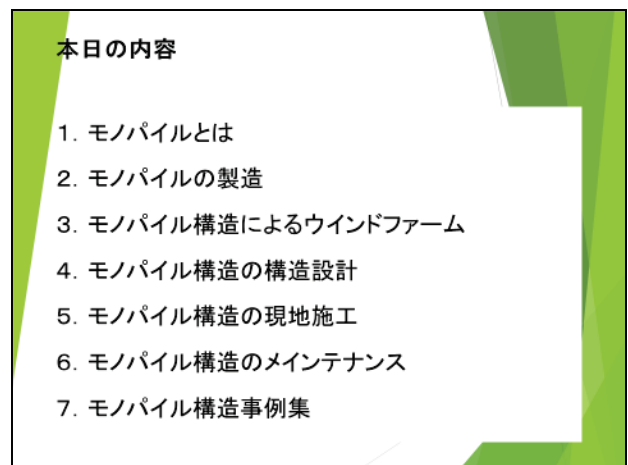 本日の内容
1. モノパイルとは
2. モノパイルの製造
3. モノパイル構造によるウインドファーム
4. モノパイル構造の構造設計
5. モノパイル構造の現地施工
6. モノパイル構造のメインテナンス
7. モノパイル構造事例集